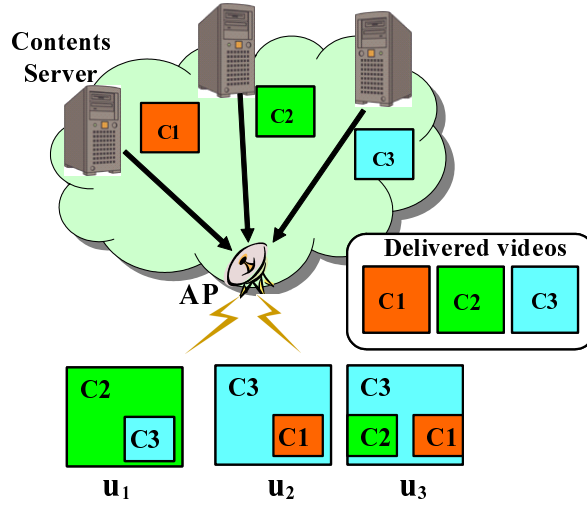 Contents
Server
C1
C2
C3
AP
Delivered videos
C1 C2 C3
C2
C3
C3
C1
C3
C2 C1
u1 u2 u3